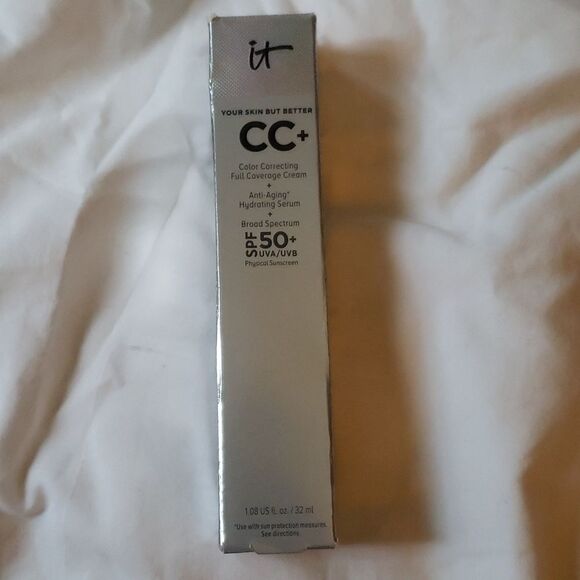 it
YOUR SKIN BUT BETTER
CC+
Color Correcting
Full Coverage Cream
+
Anti-Aging*
Hydrating Serum
+
Broad Spectrum
SPF 50+
UVA/UVB
Physical Sunscreen
1.08 US fl. oz. / 32 ml
*Use with sun protection measures.
See directions.